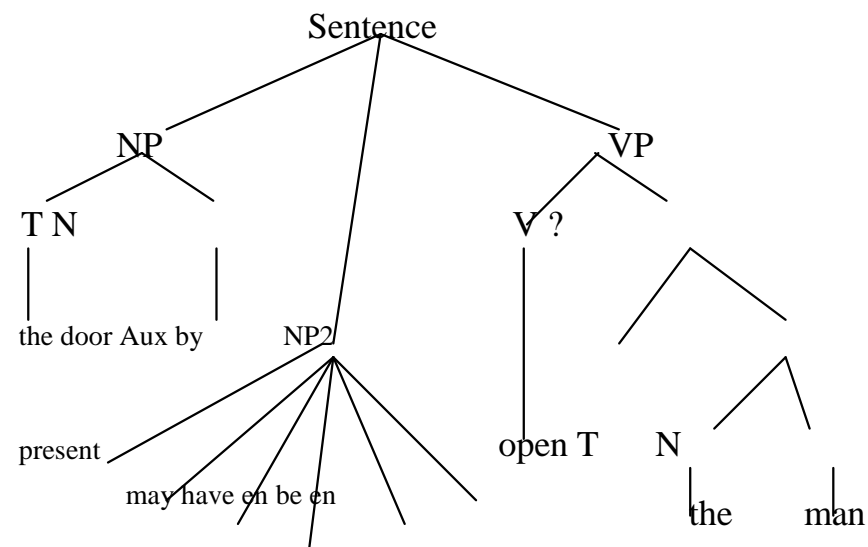 Sentence
NP VP
T N V ?
the door Aux by NP2
present open T N
may have en be en
the man